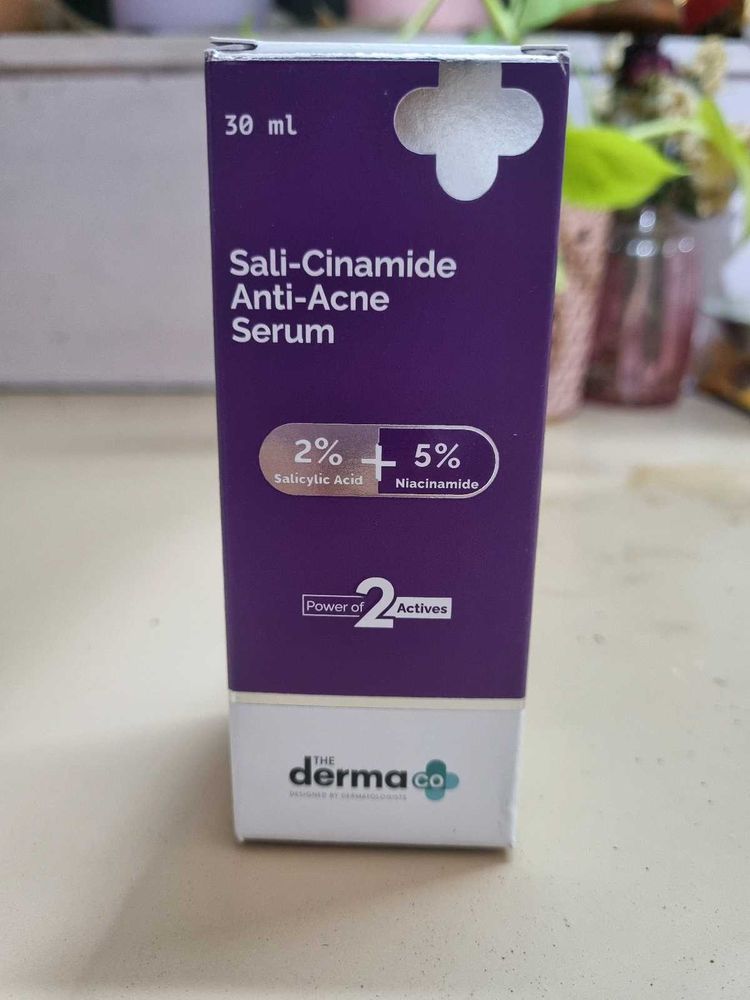 30 ml
Sali-Cinamide
Anti-Acne
Serum
2% + 5%
Salicylic Acid Niacinamide
Power of 2 Actives
THE
derma co
DESIGNED BY DERMATOLOGISTS